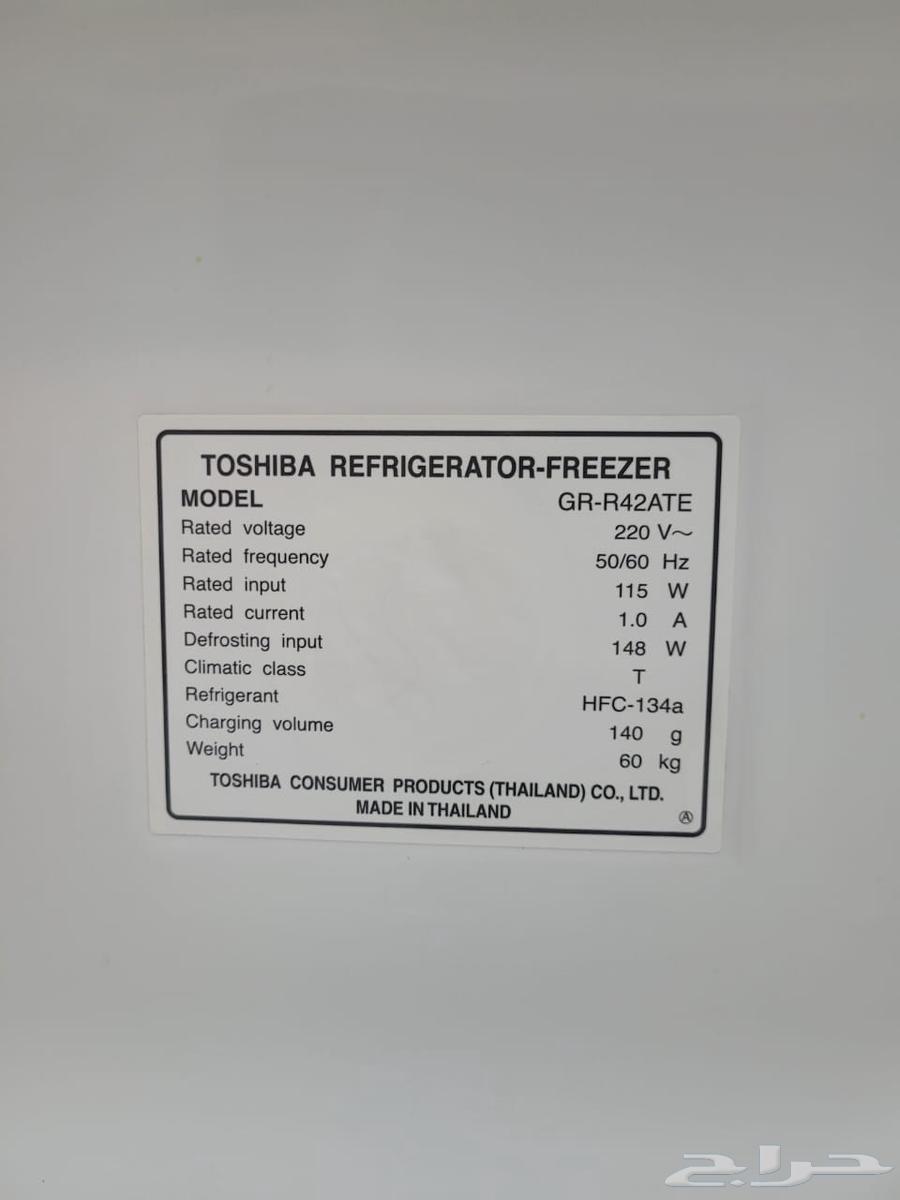 TOSHIBA REFRIGERATOR-FREEZER
MODEL GR-R42ATE
Rated voltage 220 V~
Rated frequency 50/60 Hz
Rated input 115 W
Rated current 1.0 A
Defrosting input 148 W
Climatic class T
Refrigerant HFC-134a
Charging volume 140 g
Weight 60 kg
TOSHIBA CONSUMER PRODUCTS (THAILAND) CO., LTD.
MADE IN THAILAND
Ⓐ
حراج